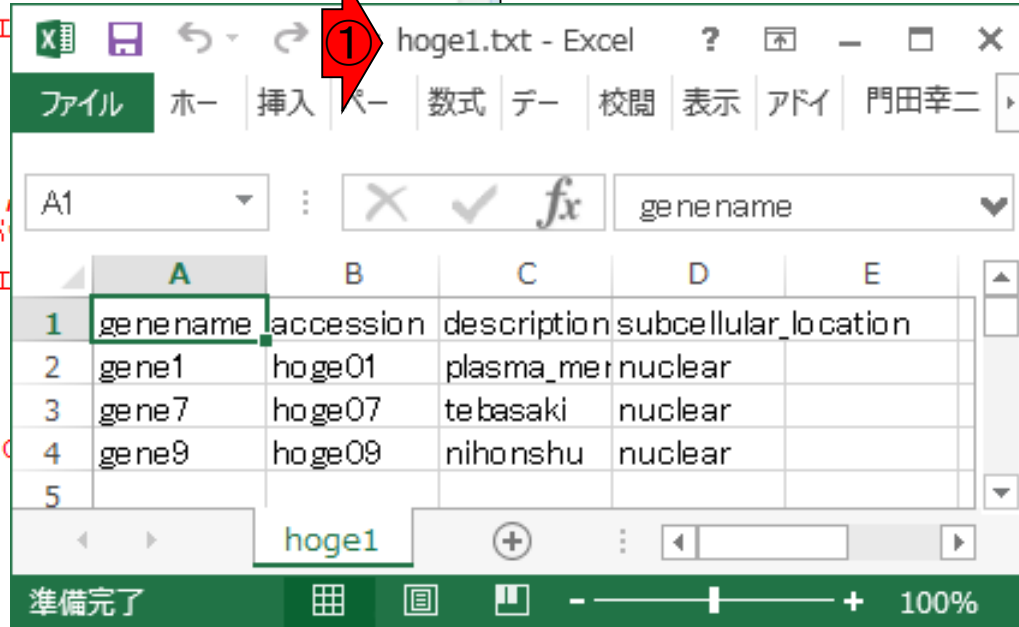 ① hoge1.txt - Excel ?
ファイル ホー 挿入 ペー 数式 デー 校閲 表示 アドイ 門田幸二
A1 fx genename
A B C D E
1 genename accession description subcellular_location
2 gene1 hoge01 plasma_mer nuclear
3 gene7 hoge07 tebasaki nuclear
4 gene9 hoge09 nihonshu nuclear
5
hoge1
準備完了 - + 100%